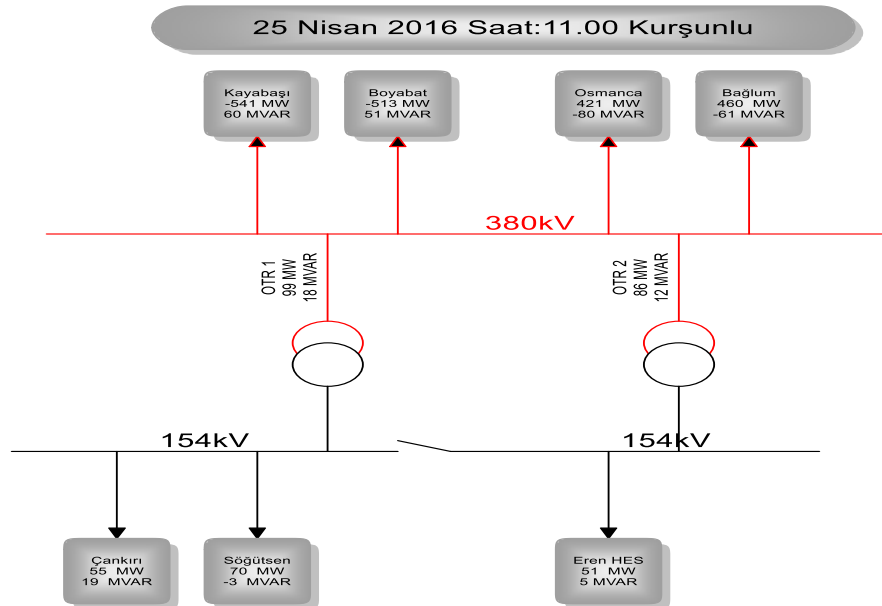 25 Nisan 2016 Saat:11.00 Kurşunlu
Kayabaşı
-541 MW
60 MVAR
Boyabat
-513 MW
51 MVAR
Osmanca
421 MW
-80 MVAR
Bağlum
460 MW
-61 MVAR
380kV
OTR 1
99 MW
18 MVAR
OTR 2
86 MW
12 MVAR
154kV
154kV
Çankırı
55 MW
19 MVAR
Söğütsen
70 MW
-3 MVAR
Eren HES
51 MW
5 MVAR